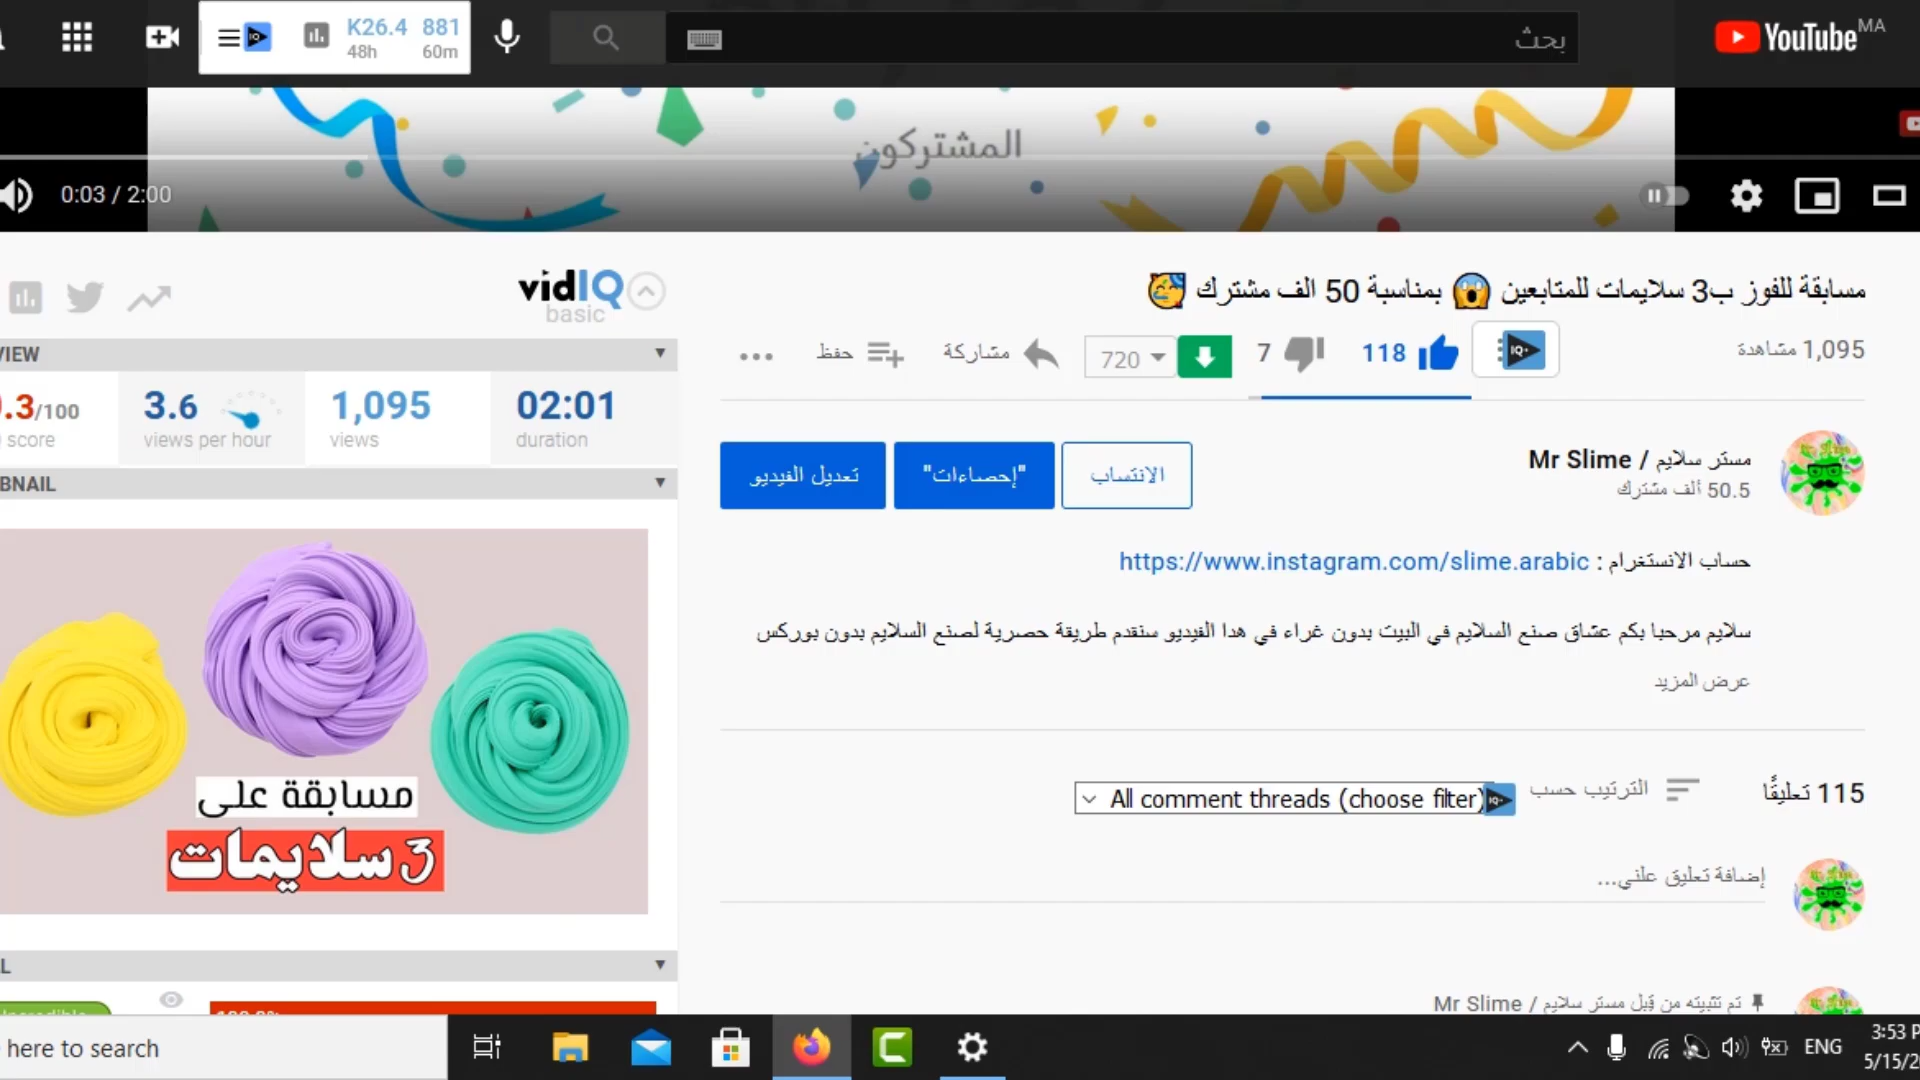 K26.4 881
48h 60m
بحث
YouTube MA
المشتركون
0:03 / 2:00
vidIQ
basic
VIEW
.3/100
score
3.6
views per hour
1,095
views
02:01
duration
BNAIL
مسابقة على
3 سلايمات
مسابقة للفوز ب3 سلايمات للمتابعين 😱 بمناسبة 50 الف مشترك 🥳
1,095 مشاهدة
118
7
720
مشاركة
حفظ
مستر سلايم / Mr Slime
50.5 ألف مشترك
الانتساب
"إحصاءات"
تعديل الفيديو
حساب الانستغرام : https://www.instagram.com/slime.arabic
سلايم مرحبا بكم عشاق صنع السلايم في البيت بدون غراء في هدا الفيديو سنقدم طريقة حصرية لصنع السلايم بدون بوركس
عرض المزيد
115 تعليقًا
الترتيب حسب
All comment threads (choose filter)
إضافة تعليق علني...
تم تثبيته من قِبل مستر سلايم / Mr Slime
here to search
ENG
3:53 P
5/15/2